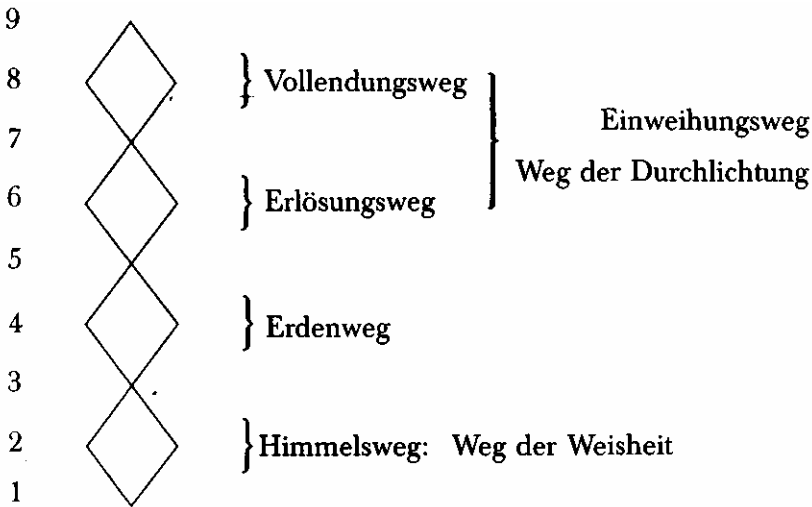 9
8 Vollendungsweg
Einweihungsweg
7
Weg der Durchlichtung
6 Erlösungsweg
5
4 Erdenweg
3
2 Himmelsweg: Weg der Weisheit
1